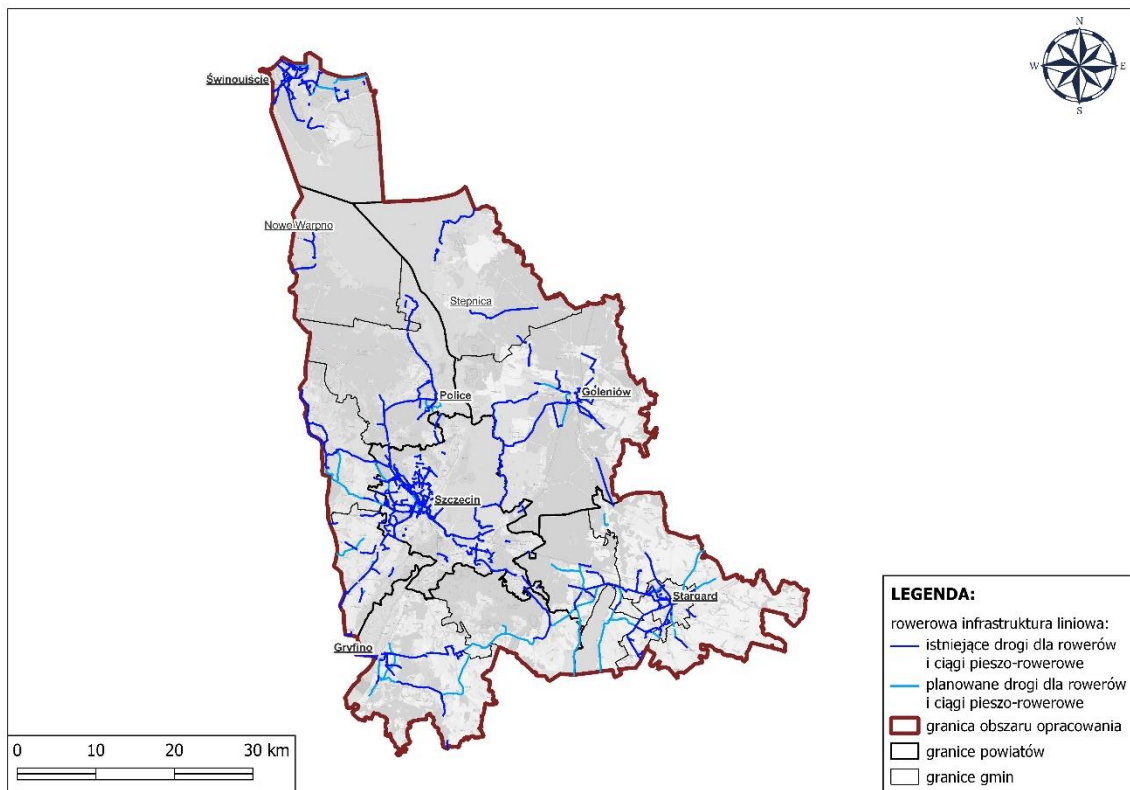 N
W
E
S
Świnoujście
Nowe Warpno
Stepnica
Police
Goleniów
Szczecin
Stargard
Gryfino
LEGENDA:
rowerowa infrastruktura liniowa:
istniejące drogi dla rowerów
i ciągi pieszo-rowerowe
planowane drogi dla rowerów
i ciągi pieszo-rowerowe
granica obszaru opracowania
granice powiatów
granice gmin
0 10 20 30 km